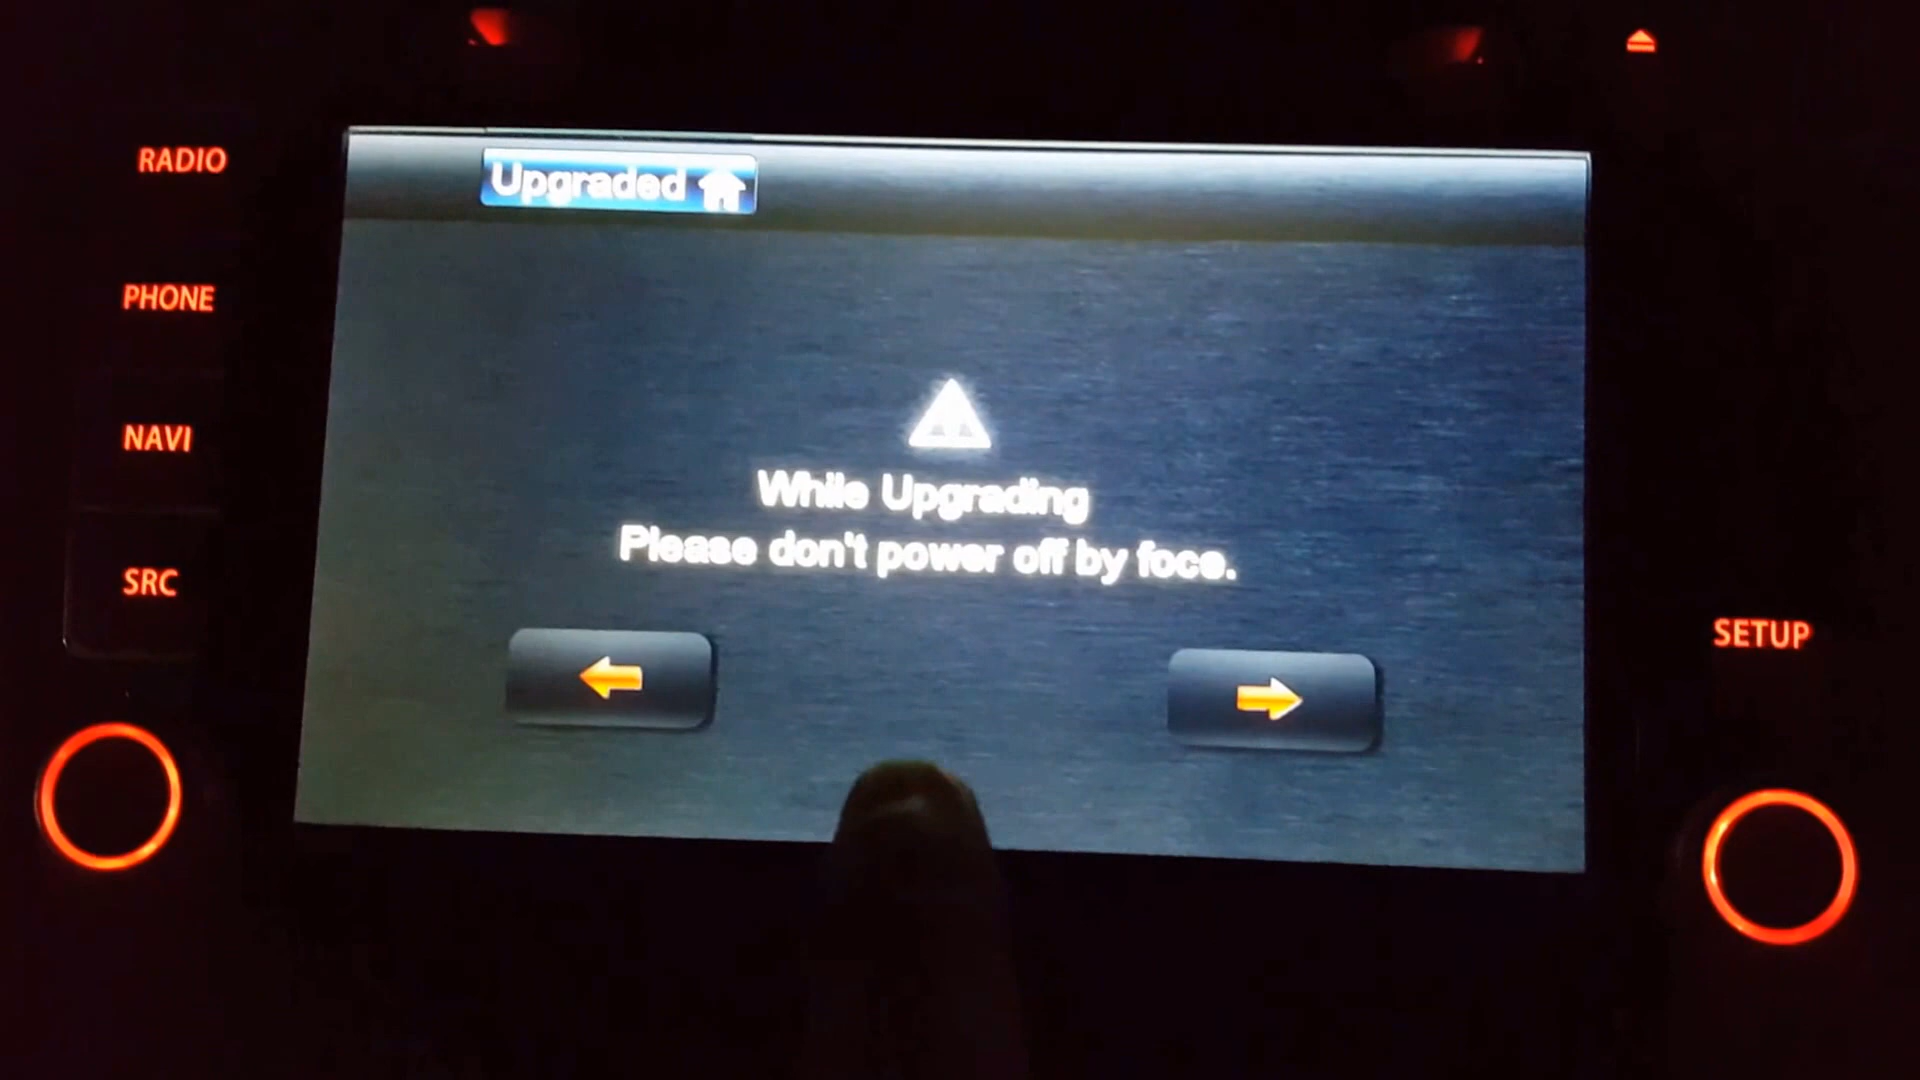 RADIO
Upgraded
PHONE
NAVI
While Upgrading
Please don't power off by foce.
SRC
SETUP